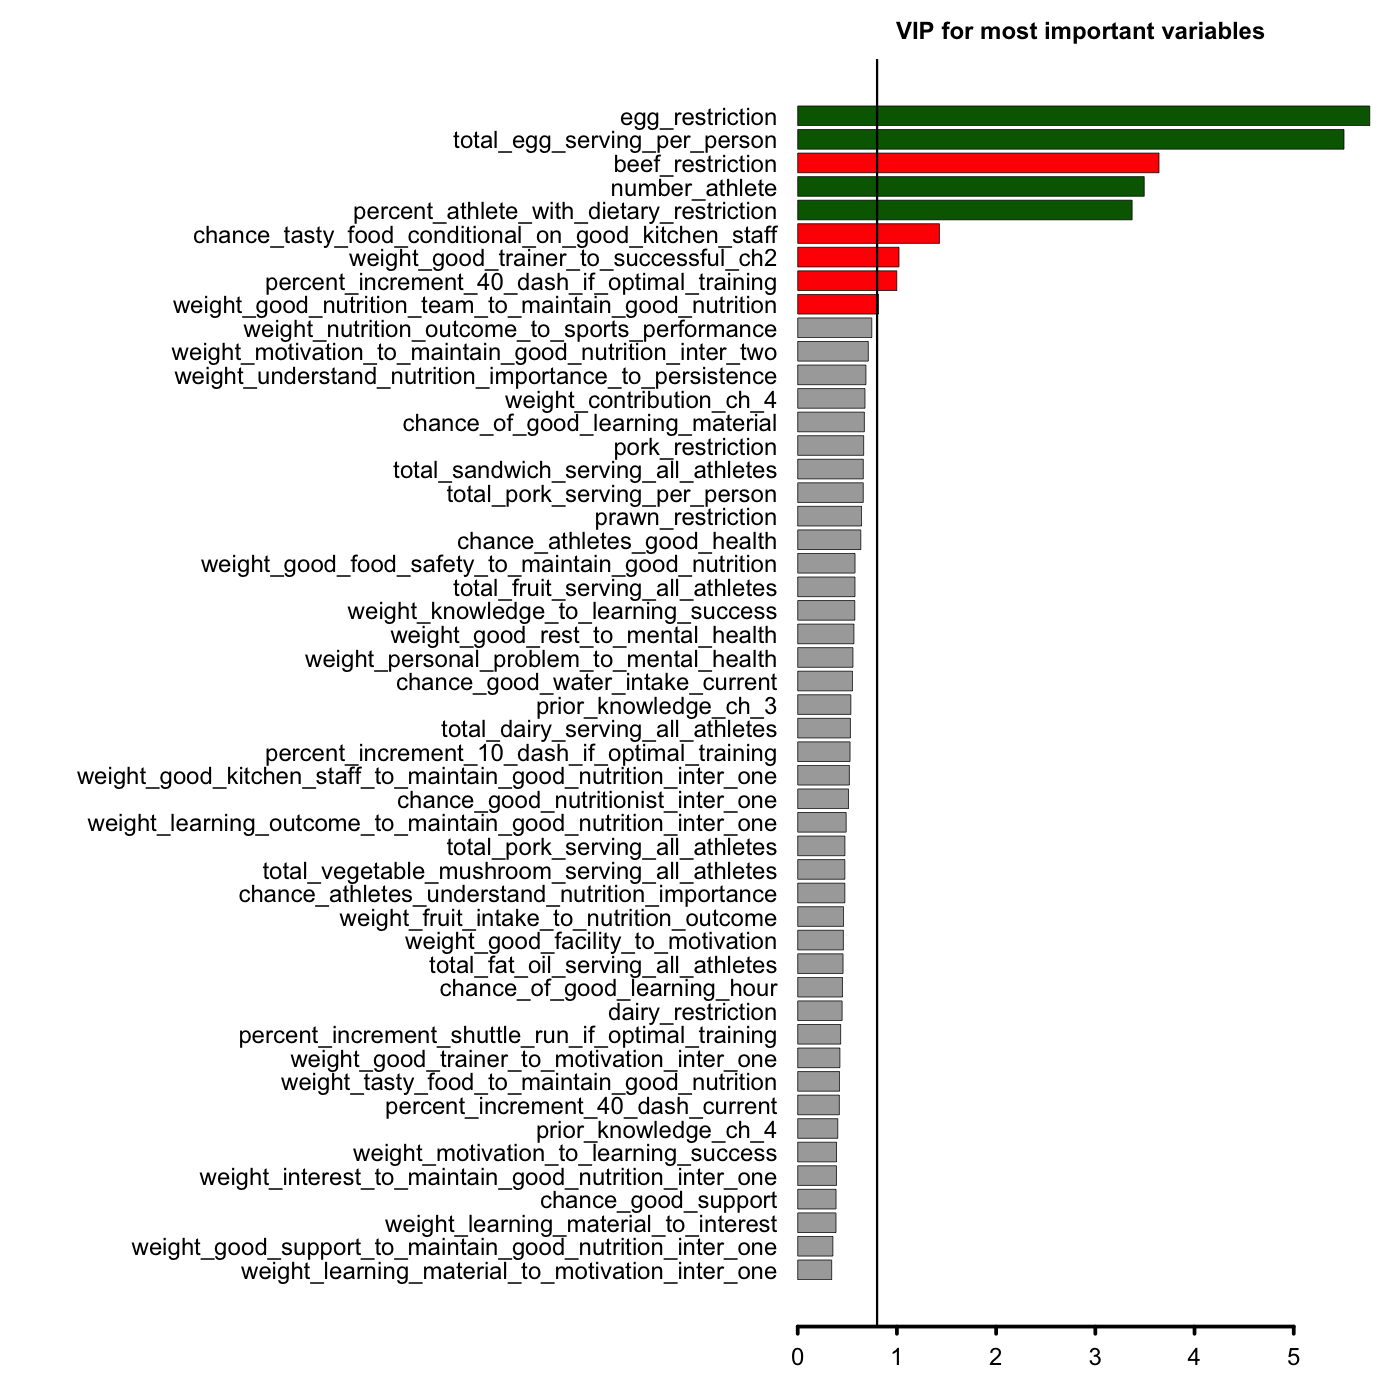 VIP for most important variables
egg_restriction
total_egg_serving_per_person
beef_restriction
number_athlete
percent_athlete_with_dietary_restriction
chance_tasty_food_conditional_on_good_kitchen_staff
weight_good_trainer_to_successful_ch2
percent_increment_40_dash_if_optimal_training
weight_good_nutrition_team_to_maintain_good_nutrition
weight_nutrition_outcome_to_sports_performance
weight_motivation_to_maintain_good_nutrition_inter_two
weight_understand_nutrition_importance_to_persistence
weight_contribution_ch_4
chance_of_good_learning_material
pork_restriction
total_sandwich_serving_all_athletes
total_pork_serving_per_person
prawn_restriction
chance_athletes_good_health
weight_good_food_safety_to_maintain_good_nutrition
total_fruit_serving_all_athletes
weight_knowledge_to_learning_success
weight_good_rest_to_mental_health
weight_personal_problem_to_mental_health
chance_good_water_intake_current
prior_knowledge_ch_3
total_dairy_serving_all_athletes
percent_increment_10_dash_if_optimal_training
weight_good_kitchen_staff_to_maintain_good_nutrition_inter_one
chance_good_nutritionist_inter_one
weight_learning_outcome_to_maintain_good_nutrition_inter_one
total_pork_serving_all_athletes
total_vegetable_mushroom_serving_all_athletes
chance_athletes_understand_nutrition_importance
weight_fruit_intake_to_nutrition_outcome
weight_good_facility_to_motivation
total_fat_oil_serving_all_athletes
chance_of_good_learning_hour
dairy_restriction
percent_increment_shuttle_run_if_optimal_training
weight_good_trainer_to_motivation_inter_one
weight_tasty_food_to_maintain_good_nutrition
percent_increment_40_dash_current
prior_knowledge_ch_4
weight_motivation_to_learning_success
weight_interest_to_maintain_good_nutrition_inter_one
chance_good_support
weight_learning_material_to_interest
weight_good_support_to_maintain_good_nutrition_inter_one
weight_learning_material_to_motivation_inter_one
0 1 2 3 4 5